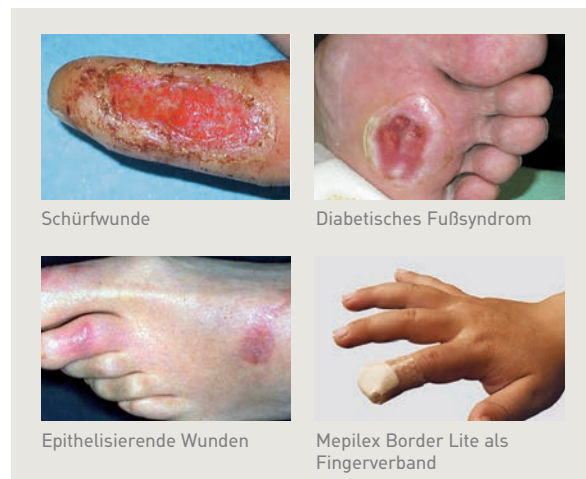 Schürfwunde
Diabetisches Fußsyndrom
Epithelisierende Wunden
Mepilex Border Lite als
Fingerverband